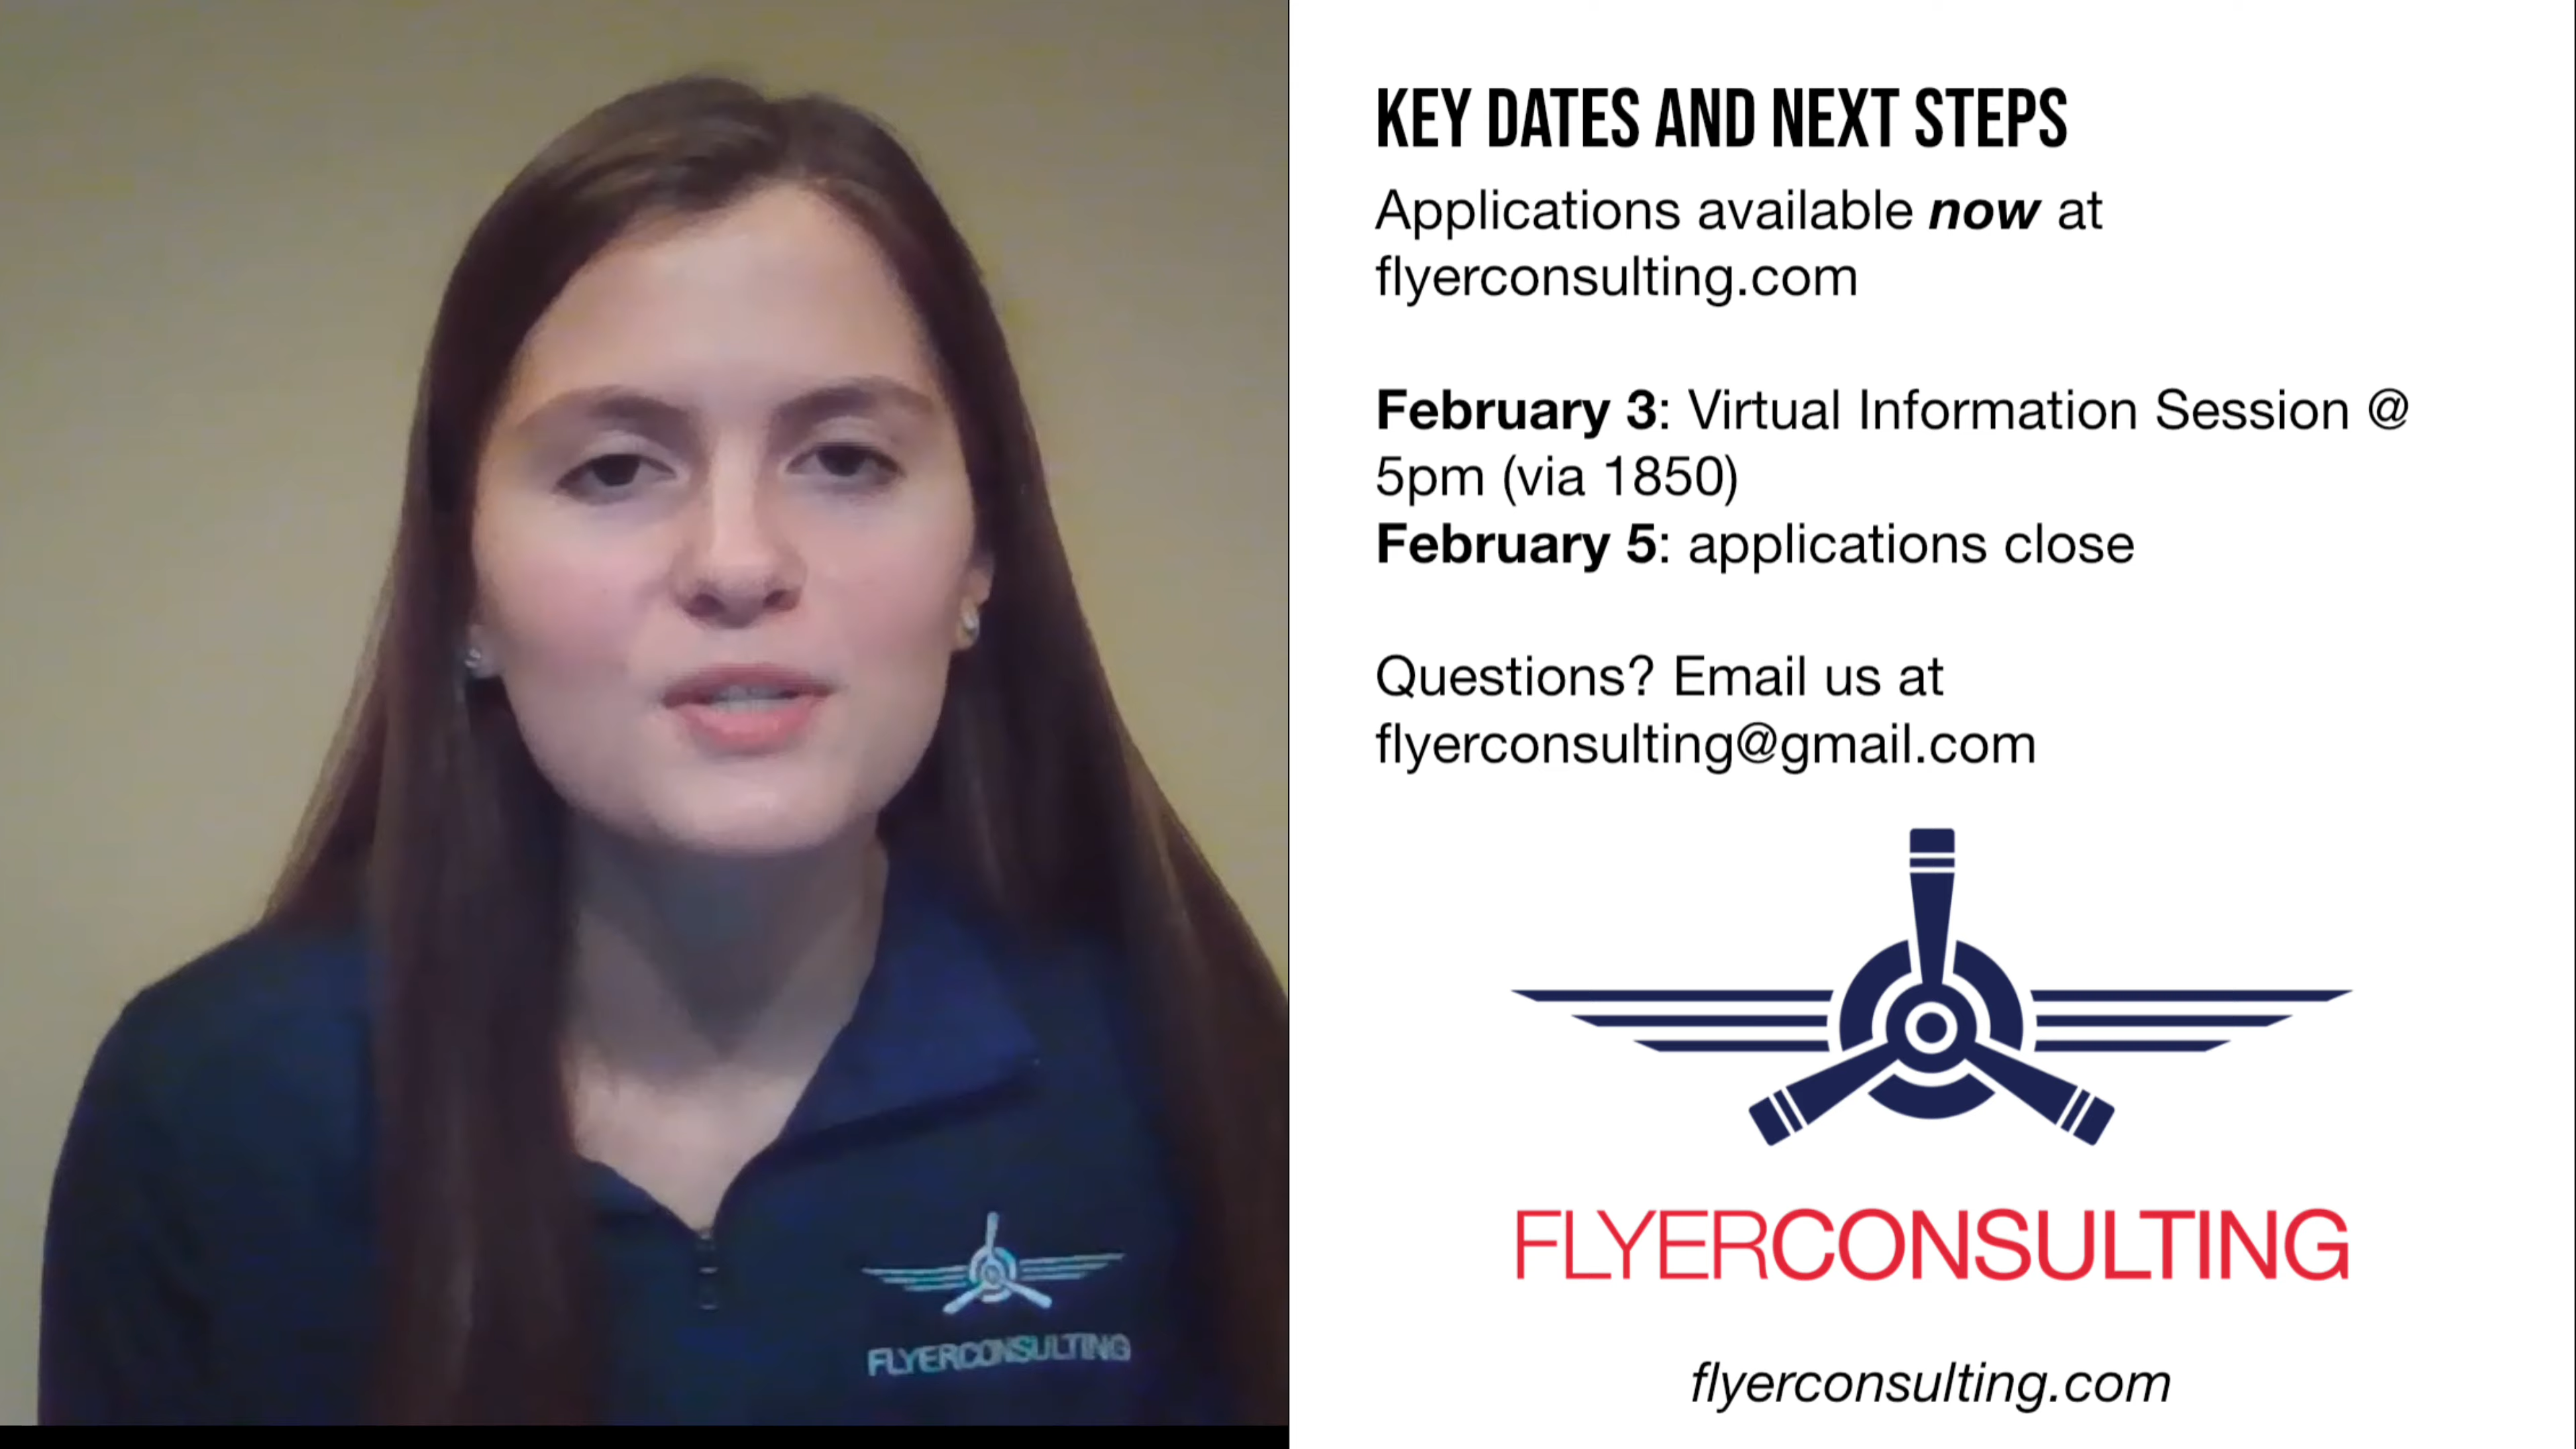 KEY DATES AND NEXT STEPS
Applications available now at
flyerconsulting.com
February 3: Virtual Information Session @
5pm (via 1850)
February 5: applications close
Questions? Email us at
flyerconsulting@gmail.com
FLYERCONSULTING
flyerconsulting.com
FLYERCONSULTING